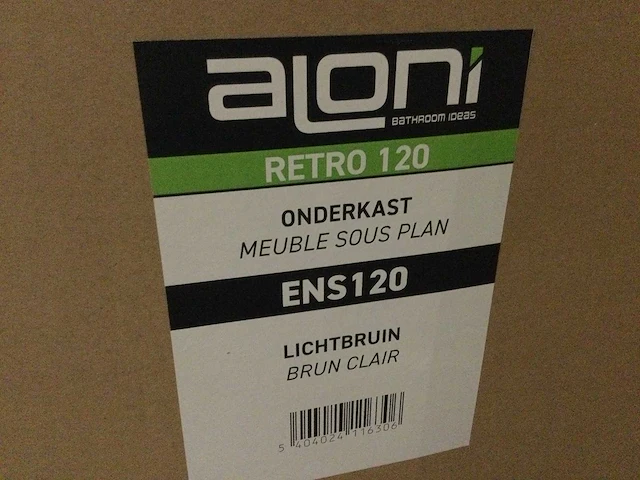 aloni
BATHROOM IDEAS
RETRO 120
ONDERKAST
MEUBLE SOUS PLAN
ENS120
LICHTBRUIN
BRUN CLAIR
5 404024 116306